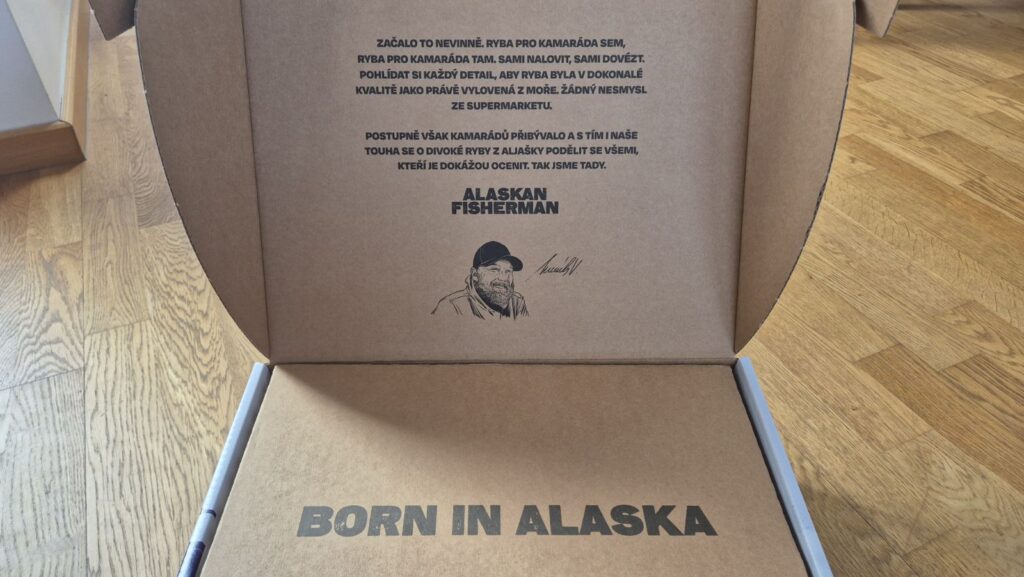 ZAČALO TO NEVINNĚ. RYBA PRO KAMARÁDA SEM,
RYBA PRO KAMARÁDA TAM. SAMI NALOVIT, SAMI DOVÉZT.
POHLÍDAT SI KAŽDÝ DETAIL, ABY RYBA BYLA V DOKONALÉ
KVALITĚ JAKO PRÁVĚ VYLOVENÁ Z MOŘE. ŽÁDNÝ NESMYSL
ZE SUPERMARKETU.
POSTUPNĚ VŠAK KAMARÁDŮ PŘIBÝVALO A S TÍM I NAŠE
TOUHA SE O DIVOKÉ RYBY Z ALJAŠKY PODĚLIT SE VŠEMI,
KTEŘÍ JE DOKÁŽOU OCENIT. TAK JSME TADY.
ALASKAN
FISHERMAN
BORN IN ALASKA